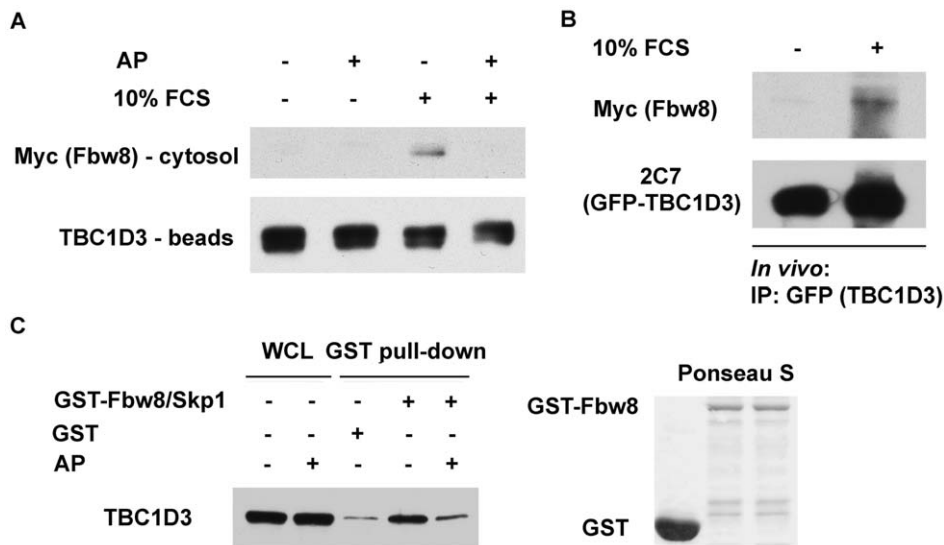 A
AP - + - +
10% FCS - - + +
Myc (Fbw8) - cytosol
TBC1D3 - beads
B
10% FCS - +
Myc (Fbw8)
2C7
(GFP-TBC1D3)
In vivo:
IP: GFP (TBC1D3)
C
WCL GST pull-down
GST-Fbw8/Skp1 - - - + +
GST - - + - -
AP - + - - +
TBC1D3
Ponseau S
GST-Fbw8
GST